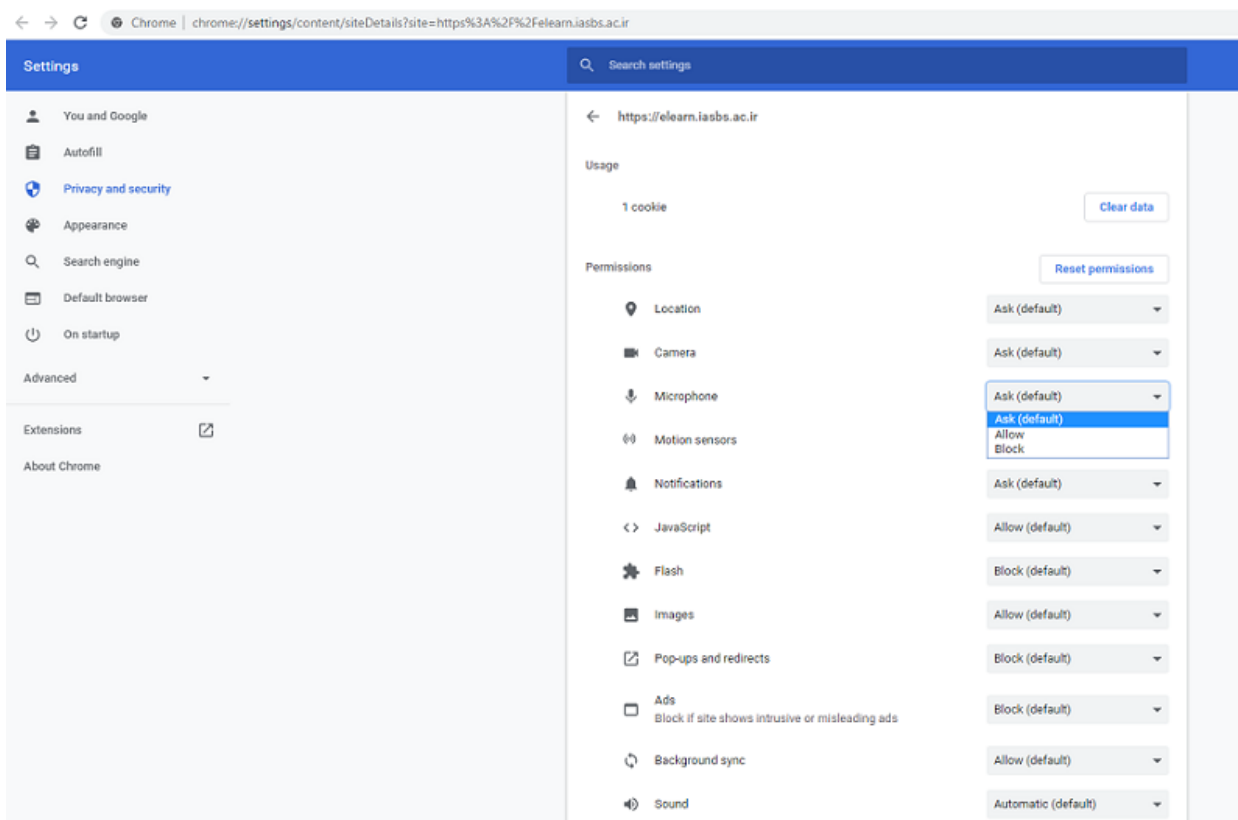 Chrome | chrome://settings/content/siteDetails?site=https%3A%2F%2Felearn.iasbs.ac.ir
Settings
Search settings
You and Google
Autofill
Privacy and security
Appearance
Search engine
Default browser
On startup
Advanced
Extensions
About Chrome
https://elearn.iasbs.ac.ir
Usage
1 cookie
Clear data
Permissions
Reset permissions
Location Ask (default)
Camera Ask (default)
Microphone Ask (default)
Ask (default)
Allow
Block
Motion sensors
Notifications Ask (default)
JavaScript Allow (default)
Flash Block (default)
Images Allow (default)
Pop-ups and redirects Block (default)
Ads
Block if site shows intrusive or misleading ads
Block (default)
Background sync Allow (default)
Sound Automatic (default)